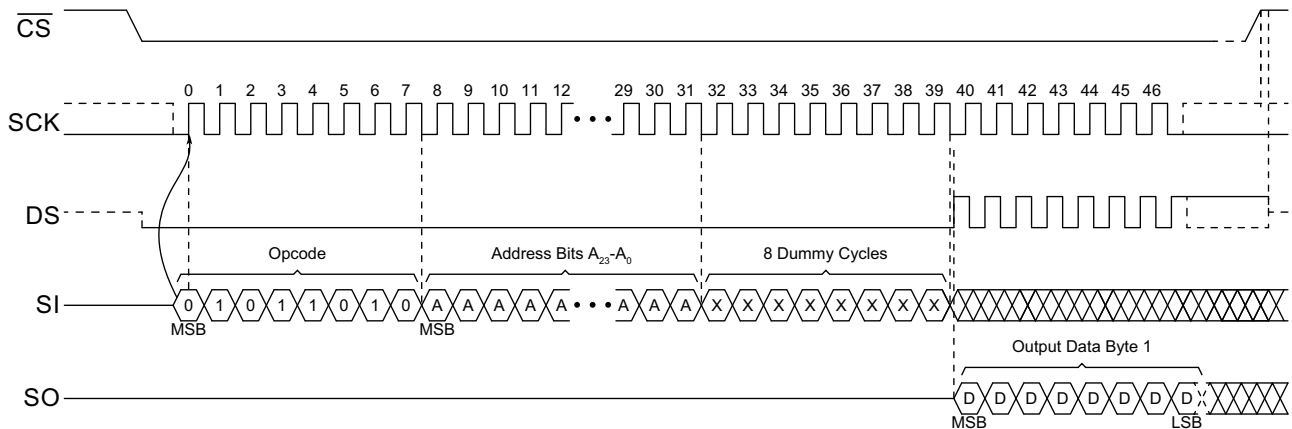 CS
0 1 2 3 4 5 6 7 8 9 10 11 12 29 30 31 32 33 34 35 36 37 38 39 40 41 42 43 44 45 46
SCK
DS
Opcode Address Bits A23-A0 8 Dummy Cycles
SI 0 1 0 1 1 0 1 0 A A A A A A A A X X X X X X X X
MSB MSB
Output Data Byte 1
SO D D D D D D D D
MSB LSB